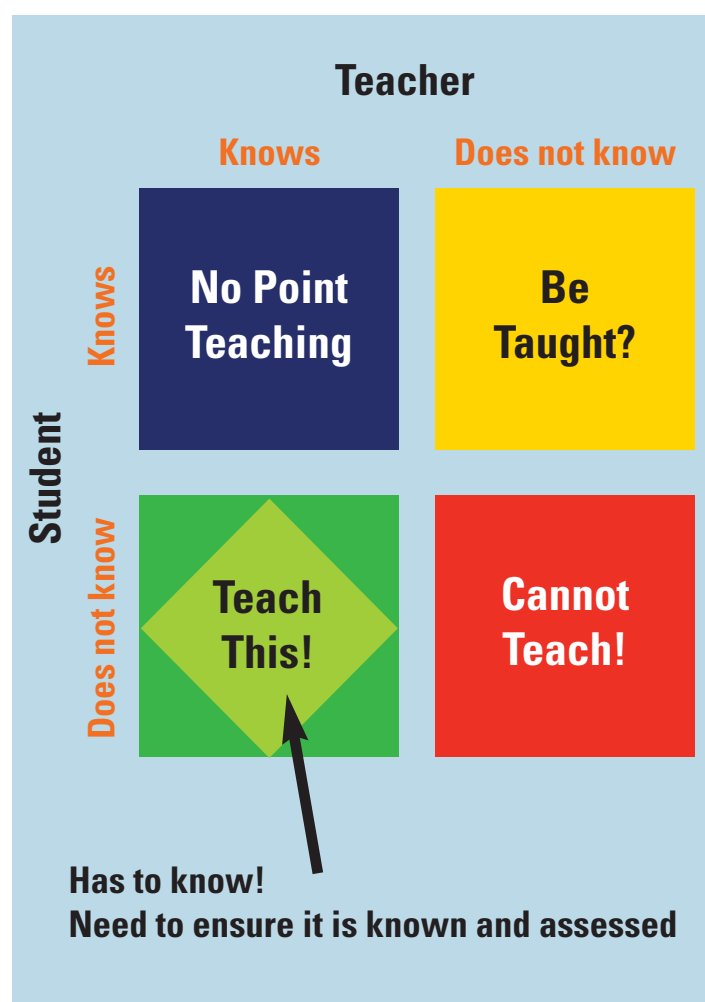 Teacher
Knows
Does not know
Student
Knows
No Point
Teaching
Be
Taught?
Does not know
Teach
This!
Cannot
Teach!
Has to know!
Need to ensure it is known and assessed